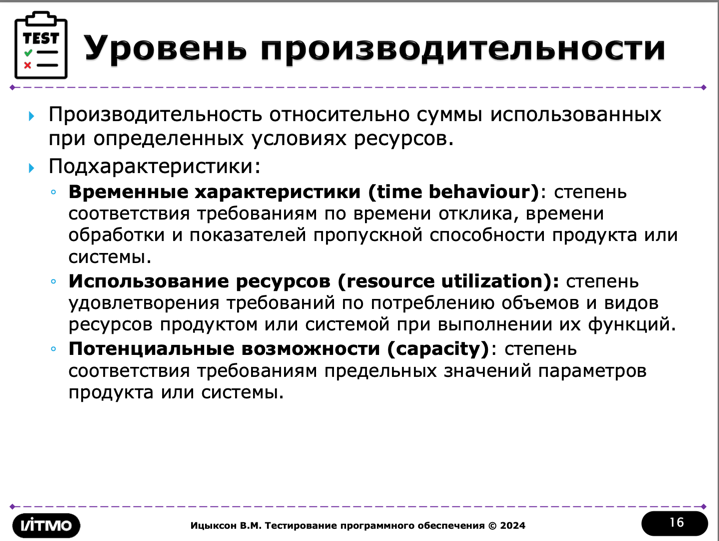 TEST
Уровень производительности
Производительность относительно суммы использованных
при определенных условиях ресурсов.
Подхарактеристики:
Временные характеристики (time behaviour): степень
соответствия требованиям по времени отклика, времени
обработки и показателей пропускной способности продукта или
системы.
Использование ресурсов (resource utilization): степень
удовлетворения требований по потреблению объемов и видов
ресурсов продуктом или системой при выполнении их функций.
Потенциальные возможности (capacity): степень
соответствия требованиям предельных значений параметров
продукта или системы.
ИТМО
Ицыксон В.М. Тестирование программного обеспечения © 2024
16